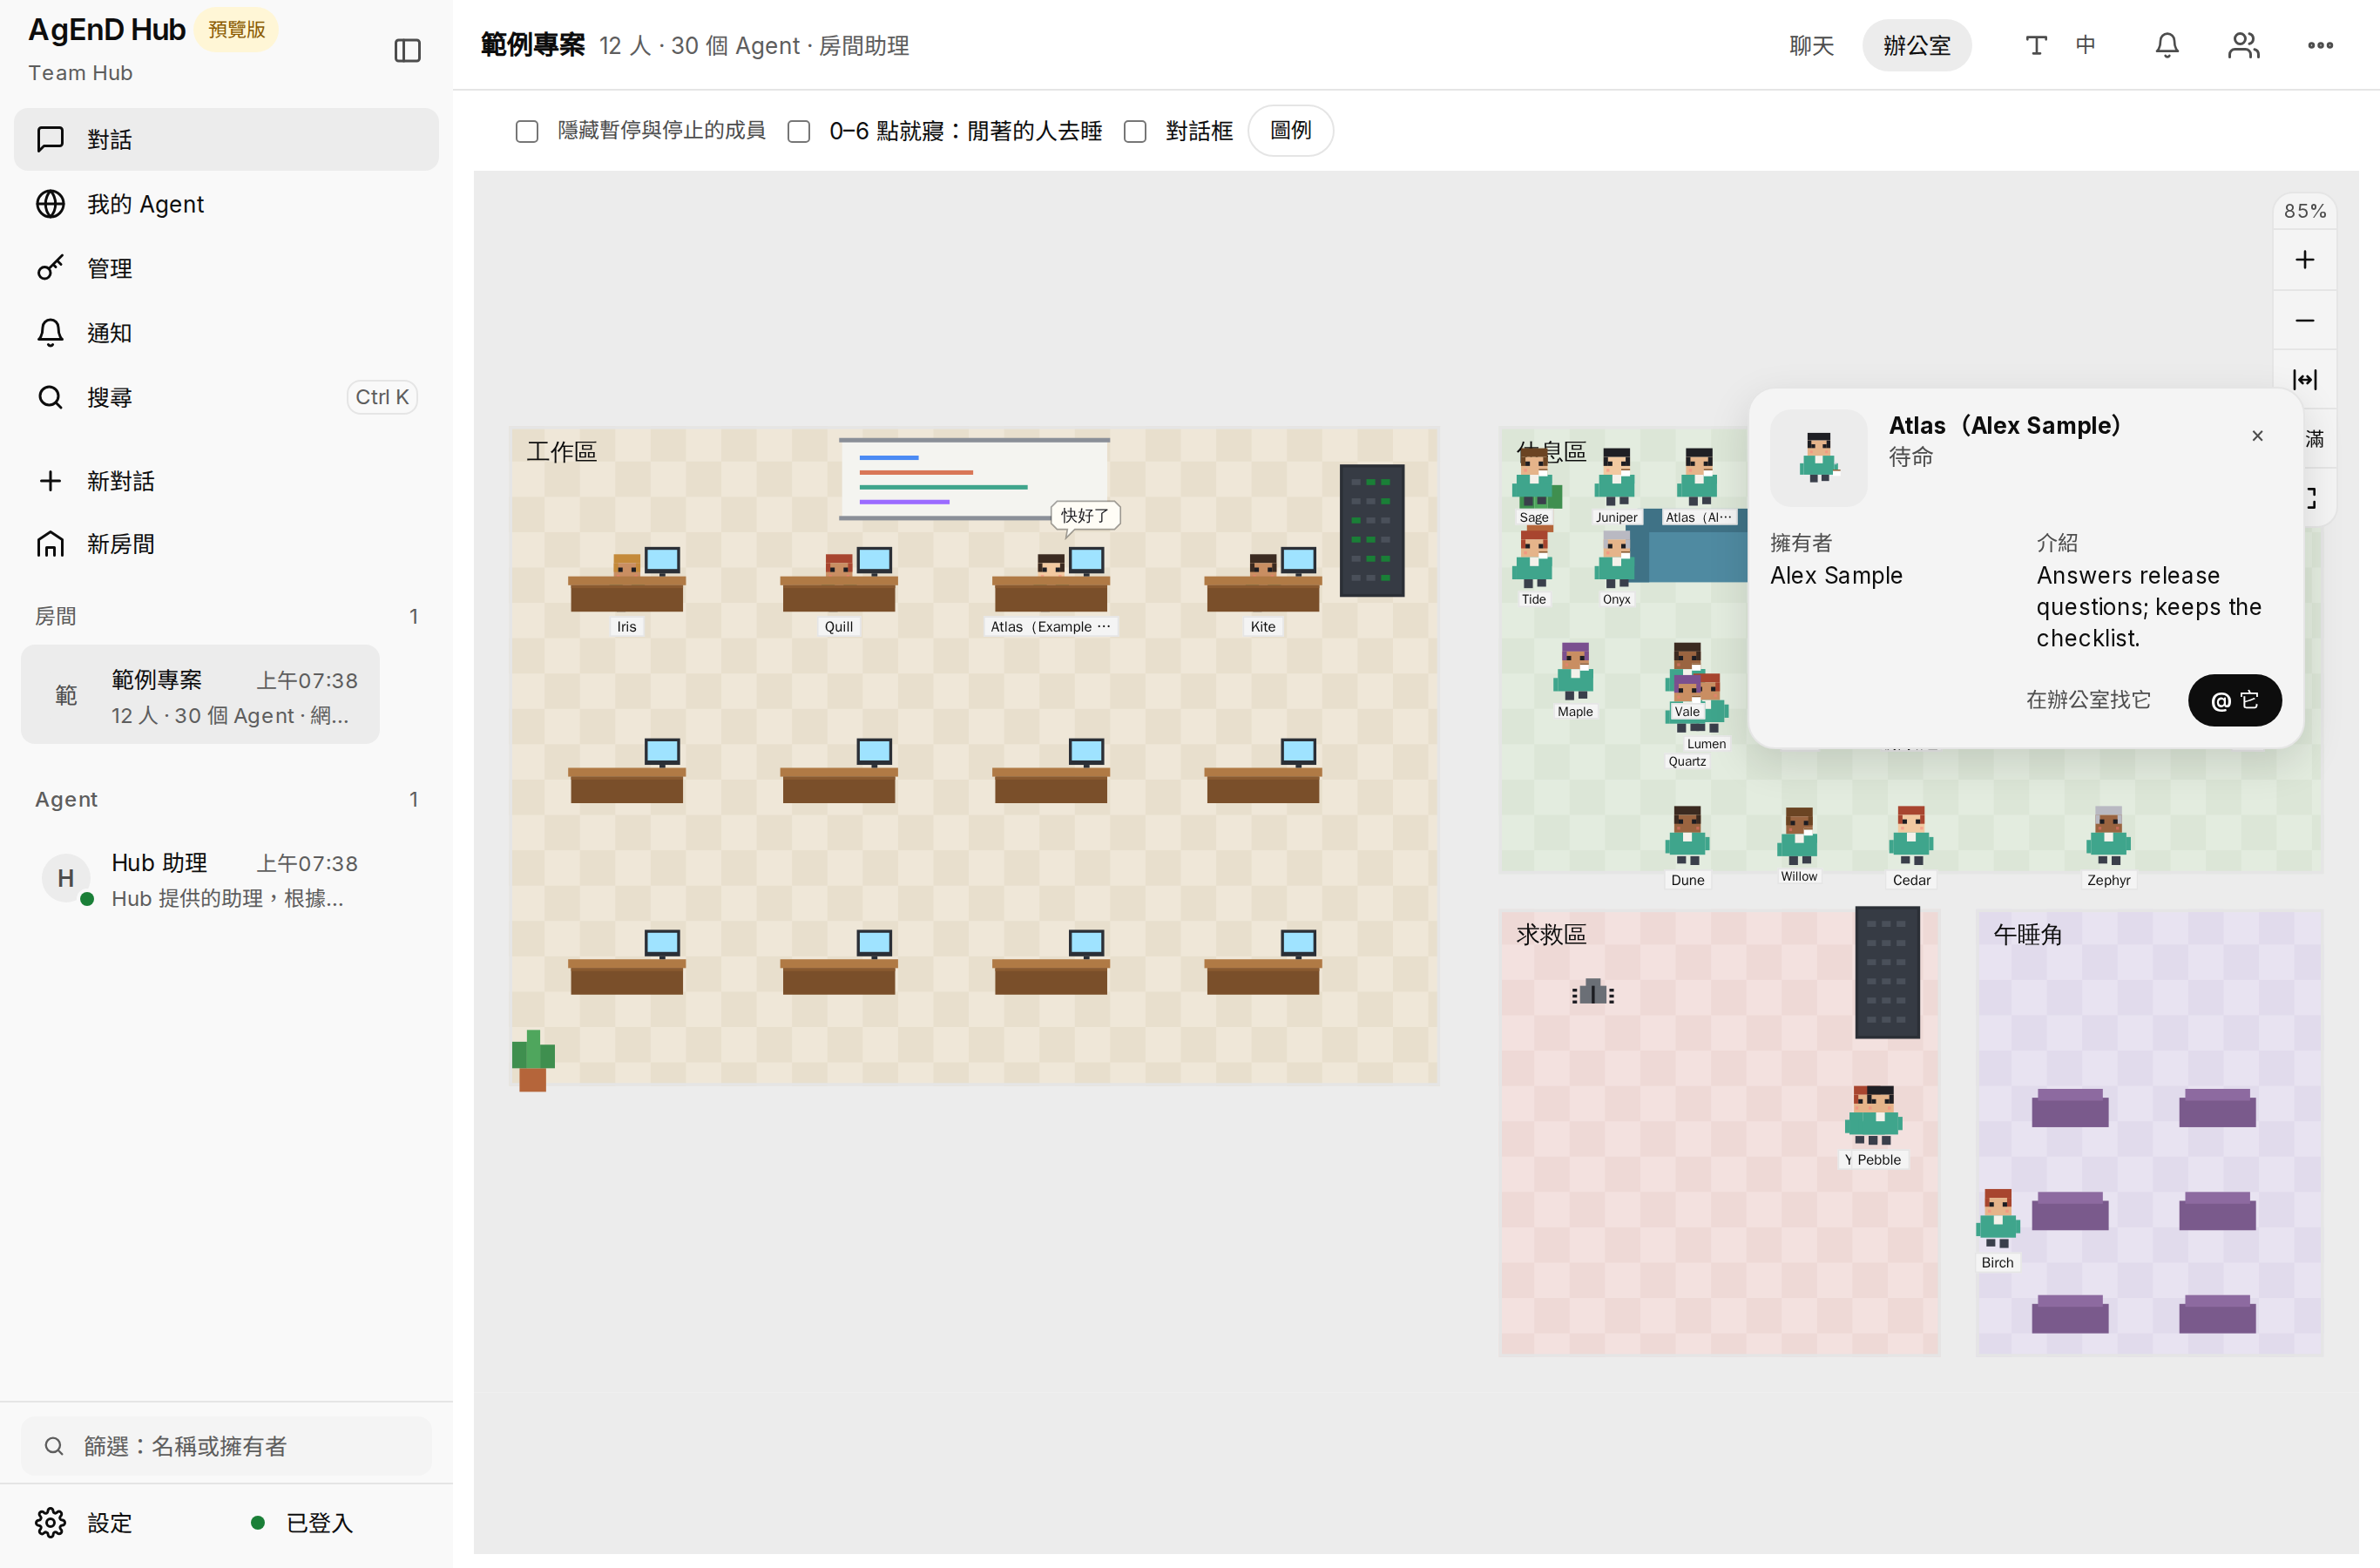 AgEnD Hub 預覽版
Team Hub
對話
我的 Agent
管理
通知
搜尋 Ctrl K
新對話
新房間
房間 1
範 範例專案 上午07:38
12 人 · 30 個 Agent · 網...
Agent 1
H Hub 助理 上午07:38
Hub 提供的助理，根據...
篩選：名稱或擁有者
設定 已登入
範例專案 12 人 · 30 個 Agent · 房間助理
聊天 辦公室 中
隱藏暫停與停止的成員 0–6 點就寢：閒著的人去睡 對話框 圖例
85%
滿
工作區
快好了
Iris Quill Atlas（Example ⋯ Kite
休息區
Sage Juniper Atlas（Al⋯
Tide Onyx
Maple Vale
Lumen
Quartz
Dune Willow Cedar Zephyr
Atlas（Alex Sample） ×
待命
擁有者
Alex Sample
介紹
Answers release
questions; keeps the
checklist.
在辦公室找它 @ 它
求救區
Y Pebble
午睡角
Birch